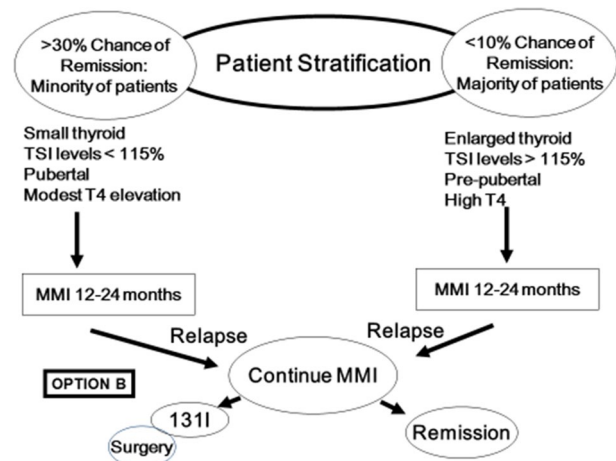 >30% Chance of
Remission:
Minority of patients
Patient Stratification
<10% Chance of
Remission:
Majority of patients
Small thyroid
TSI levels < 115%
Pubertal
Modest T4 elevation
Enlarged thyroid
TSI levels > 115%
Pre-pubertal
High T4
MMI 12-24 months
MMI 12-24 months
Relapse
Relapse
Continue MMI
OPTION B
131I
Surgery
Remission